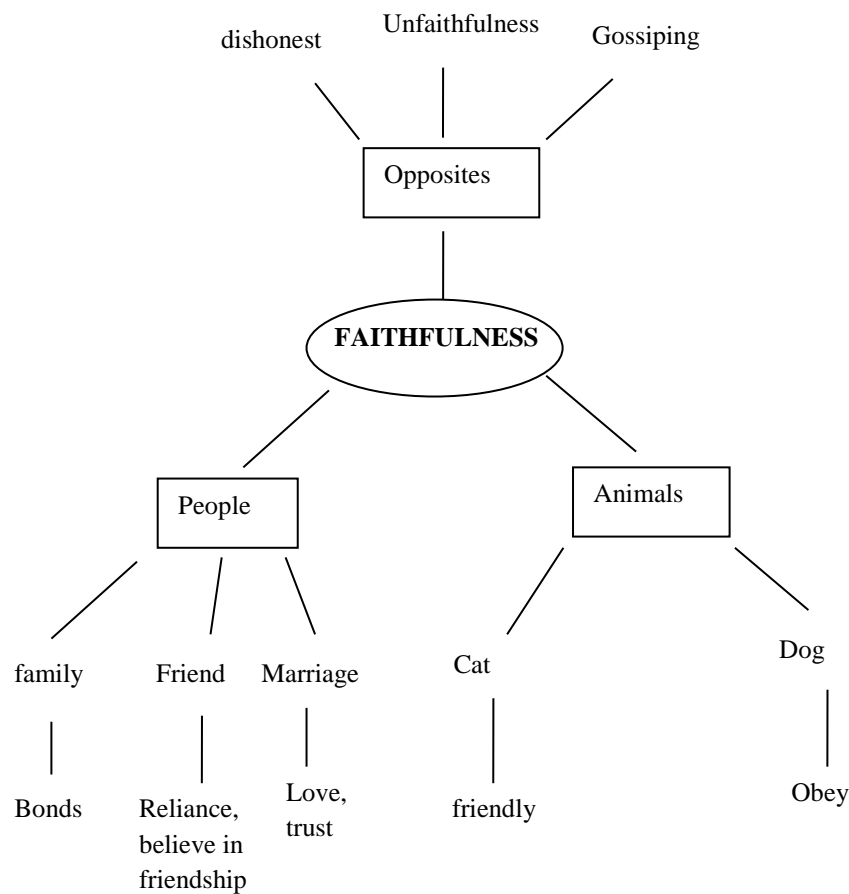 dishonest
Unfaithfulness
Gossiping
Opposites
FAITHFULNESS
People
Animals
family
Friend
Marriage
Cat
Dog
Bonds
Reliance,
believe in
friendship
Love,
trust
friendly
Obey